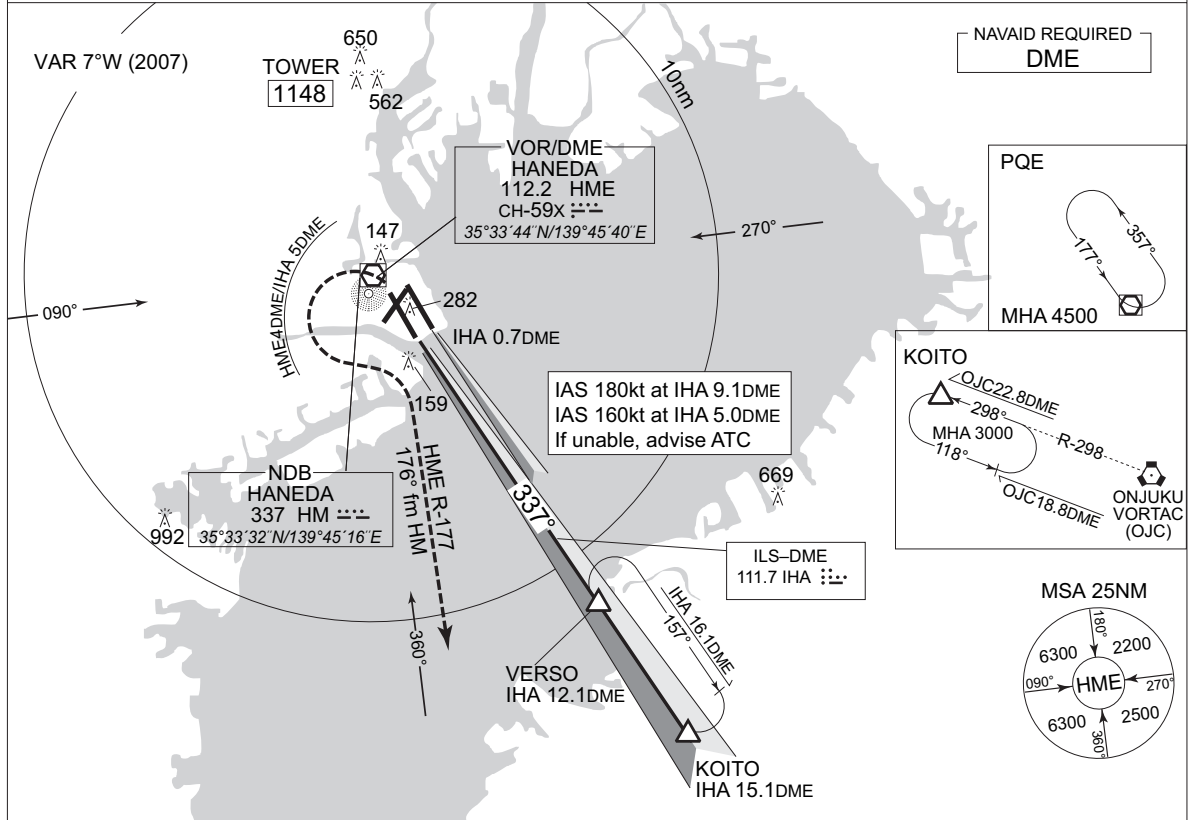 VAR 7°W (2007)
650
TOWER
1148
562
10nm
NAVAID REQUIRED
DME
VOR/DME
HANEDA
112.2 HME
CH-59X
35°33´44˝N/139°45´40˝E
PQE
357°
177°
MHA 4500
147
270°
HME4DME/IHA 5DME
090°
282
IHA 0.7DME
159
IAS 180kt at IHA 9.1DME
IAS 160kt at IHA 5.0DME
If unable, advise ATC
KOITO
OJC22.8DME
298°
MHA 3000
R-298
118°
OJC18.8DME
ONJUKU
VORTAC
(OJC)
HME R-177
176° fm HM
NDB
HANEDA
337 HM
35°33´32˝N/139°45´16˝E
992
337°
669
ILS–DME
111.7 IHA
IHA 16.1DME
157°
360°
VERSO
IHA 12.1DME
KOITO
IHA 15.1DME
MSA 25NM
180°
6300 2200
090° HME 270°
6300 2500
360°